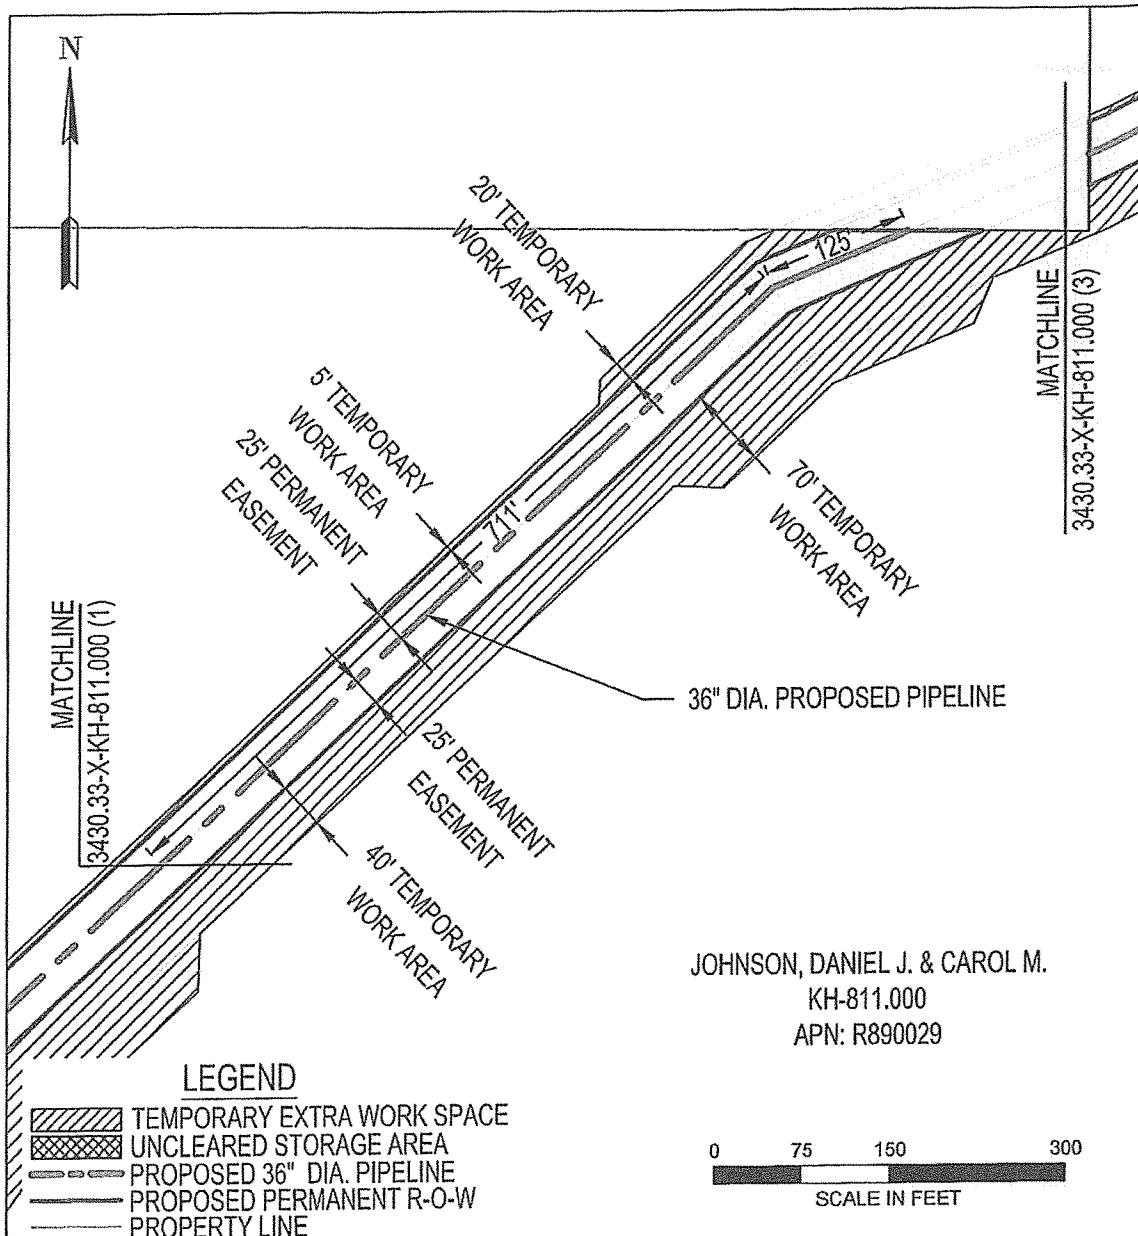 N
20' TEMPORARY
WORK AREA
125'
MATCHLINE
3430.33-X-KH-811.000 (3)
5' TEMPORARY
WORK AREA
25' PERMANENT
EASEMENT
711'
70' TEMPORARY
WORK AREA
MATCHLINE
3430.33-X-KH-811.000 (1)
36" DIA. PROPOSED PIPELINE
25' PERMANENT
EASEMENT
40' TEMPORARY
WORK AREA
JOHNSON, DANIEL J. & CAROL M.
KH-811.000
APN: R890029
LEGEND
TEMPORARY EXTRA WORK SPACE
UNCLEARED STORAGE AREA
PROPOSED 36" DIA. PIPELINE
PROPOSED PERMANENT R-O-W
PROPERTY LINE
0 75 150 300
SCALE IN FEET